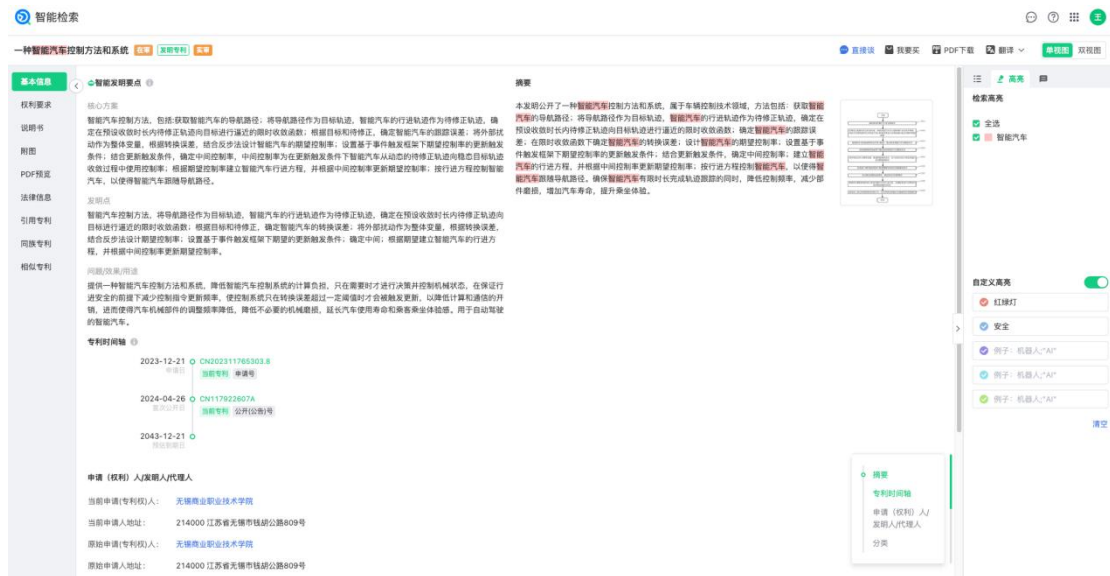 智能检索
王
一种智能汽车控制方法和系统 在审 发明专利 实审
直接谈 我要买 PDF下载 翻译 单视图 双视图
基本信息
权利要求
说明书
附图
PDF预览
法律信息
引用专利
同族专利
相似专利
智能发明要点
核心方案
智能汽车控制方法，包括:获取智能汽车的导航路径；将导航路径作为目标轨迹，智能汽车的行进轨迹作为待修正轨迹，确
定在预设收敛时长内待修正轨迹向目标进行逼近的限时收敛函数；根据目标和待修正，确定智能汽车的跟踪误差；将外部扰
动作为整体变量，根据转换误差，结合反步法设计智能汽车的期望控制率；设置基于事件触发框架下期望控制率的更新触发
条件；结合更新触发条件，确定中间控制率，中间控制率为在更新触发条件下智能汽车从动态的待修正轨迹向稳态目标轨迹
收敛过程中使用控制率；根据期望控制率建立智能汽车行进方程，并根据中间控制率更新期望控制率；按行进方程控制智能
汽车，以使得智能汽车跟随导航路径。
发明点
智能汽车控制方法，将导航路径作为目标轨迹，智能汽车的行进轨迹作为待修正轨迹，确定在预设收敛时长内待修正轨迹向
目标进行逼近的限时收敛函数；根据目标和待修正，确定智能汽车的转换误差；将外部扰动作为整体变量，根据转换误差，
结合反步法设计期望控制率；设置基于事件触发框架下期望的更新触发条件；确定中间；根据期望建立智能汽车的行进方
程，并根据中间控制率更新期望控制率。
问题/效果/用途
提供一种智能汽车控制方法和系统，降低智能汽车控制系统的计算负担，只在需要时才进行决策并控制机械状态，在保证行
进安全的前提下减少控制指令更新频率，使控制系统只在转换误差超过一定阈值时才会被触发更新，以降低计算和通信的开
销，进而使得汽车机械部件的调整频率降低，降低不必要的机械磨损，延长汽车使用寿命和乘客乘坐体验感。用于自动驾驶
的智能汽车。
摘要
本发明公开了一种智能汽车控制方法和系统，属于车辆控制技术领域，方法包括：获取智能
汽车的导航路径；将导航路径作为目标轨迹，智能汽车的行进轨迹作为待修正轨迹，确定在
预设收敛时长内待修正轨迹向目标进行逼近的限时收敛函数；确定智能汽车的跟踪误
差；在限时收敛函数下确定智能汽车的转换误差；设计智能汽车的期望控制率；设置基于事
件触发框架下期望控制率的更新触发条件；结合更新触发条件，确定中间控制率；建立智能
汽车的行进方程，并根据中间控制率更新期望控制率；按行进方程控制智能汽车，以使得智
能汽车跟随导航路径。确保智能汽车有限时长完成轨迹跟踪的同时，降低控制频率，减少部
件磨损，增加汽车寿命，提升乘坐体验。
专利时间轴
2023-12-21 CN202311765303.8
申请日 当前专利 申请号
2024-04-26 CN117922607A
首次公开日 当前专利 公开(公告)号
2043-12-21
预估到期日
申请（权利）人/发明人/代理人
当前申请(专利权)人： 无锡商业职业技术学院
当前申请人地址： 214000 江苏省无锡市钱胡公路809号
原始申请(专利权)人： 无锡商业职业技术学院
原始申请人地址： 214000 江苏省无锡市钱胡公路809号
摘要
专利时间轴
申请（权利）人/
发明人/代理人
分类
高亮
检索高亮
全选
智能汽车
自定义高亮
红绿灯
安全
例子：机器人;"AI"
例子：机器人;"AI"
例子：机器人;"AI"
清空